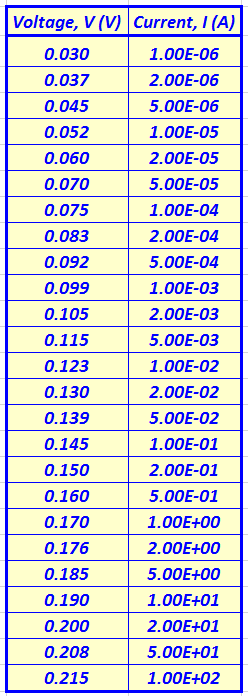 Voltage, V (V) Current, I (A)
0.030 1.00E-06
0.037 2.00E-06
0.045 5.00E-06
0.052 1.00E-05
0.060 2.00E-05
0.070 5.00E-05
0.075 1.00E-04
0.083 2.00E-04
0.092 5.00E-04
0.099 1.00E-03
0.105 2.00E-03
0.115 5.00E-03
0.123 1.00E-02
0.130 2.00E-02
0.139 5.00E-02
0.145 1.00E-01
0.150 2.00E-01
0.160 5.00E-01
0.170 1.00E+00
0.176 2.00E+00
0.185 5.00E+00
0.190 1.00E+01
0.200 2.00E+01
0.208 5.00E+01
0.215 1.00E+02